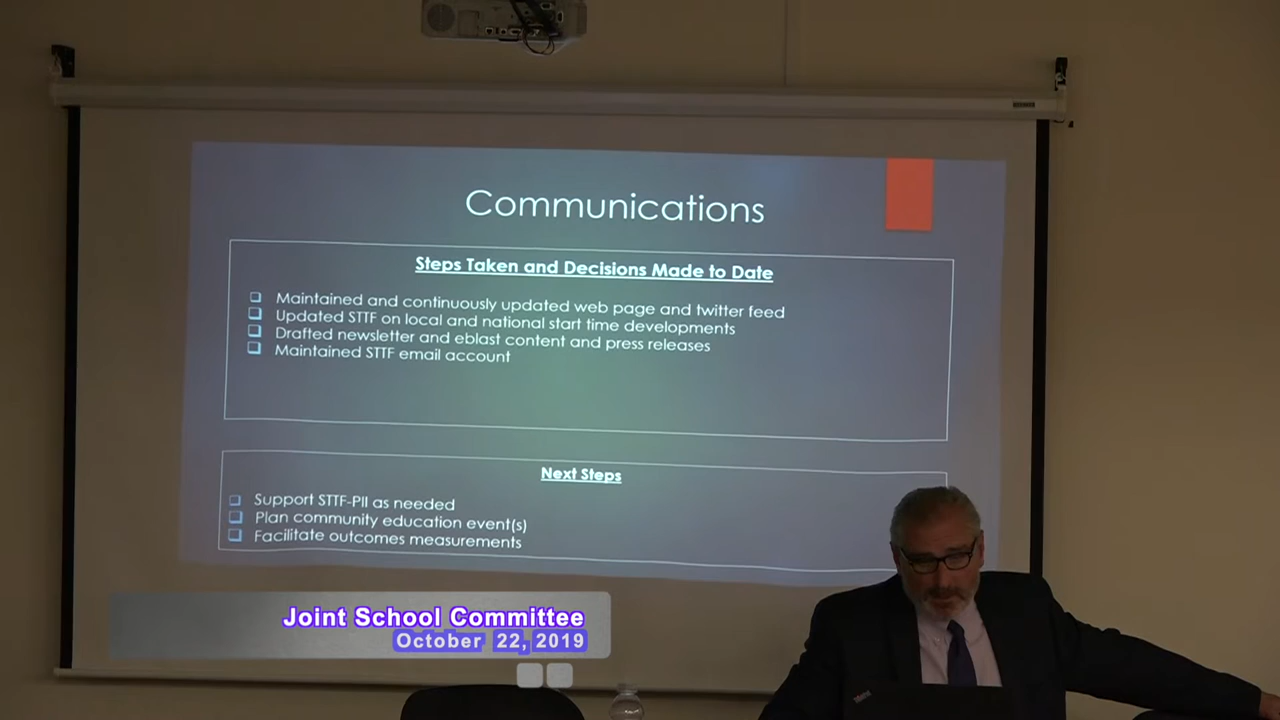 Communications
Steps Taken and Decisions Made to Date
Maintained and continuously updated web page and twitter feed
Updated STTF on local and national start time developments
Drafted newsletter and eblast content and press releases
Maintained STTF email account
Next Steps
Support STTF-PII as needed
Plan community education event(s)
Facilitate outcomes measurements
Joint School Committee
October 22, 2019